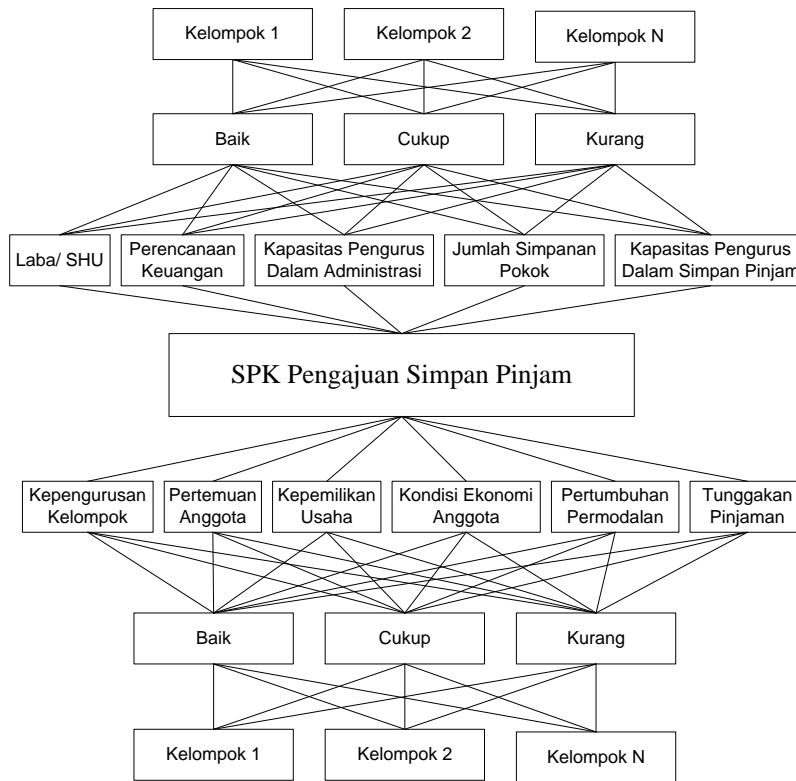 Kelompok 1
Kelompok 2
Kelompok N
Baik
Cukup
Kurang
Laba/ SHU
Perencanaan
Keuangan
Kapasitas Pengurus
Dalam Administrasi
Jumlah Simpanan
Pokok
Kapasitas Pengurus
Dalam Simpan Pinjam
SPK Pengajuan Simpan Pinjam
Kepengurusan
Kelompok
Pertemuan
Anggota
Kepemilikan
Usaha
Kondisi Ekonomi
Anggota
Pertumbuhan
Permodalan
Tunggakan
Pinjaman
Baik
Cukup
Kurang
Kelompok 1
Kelompok 2
Kelompok N